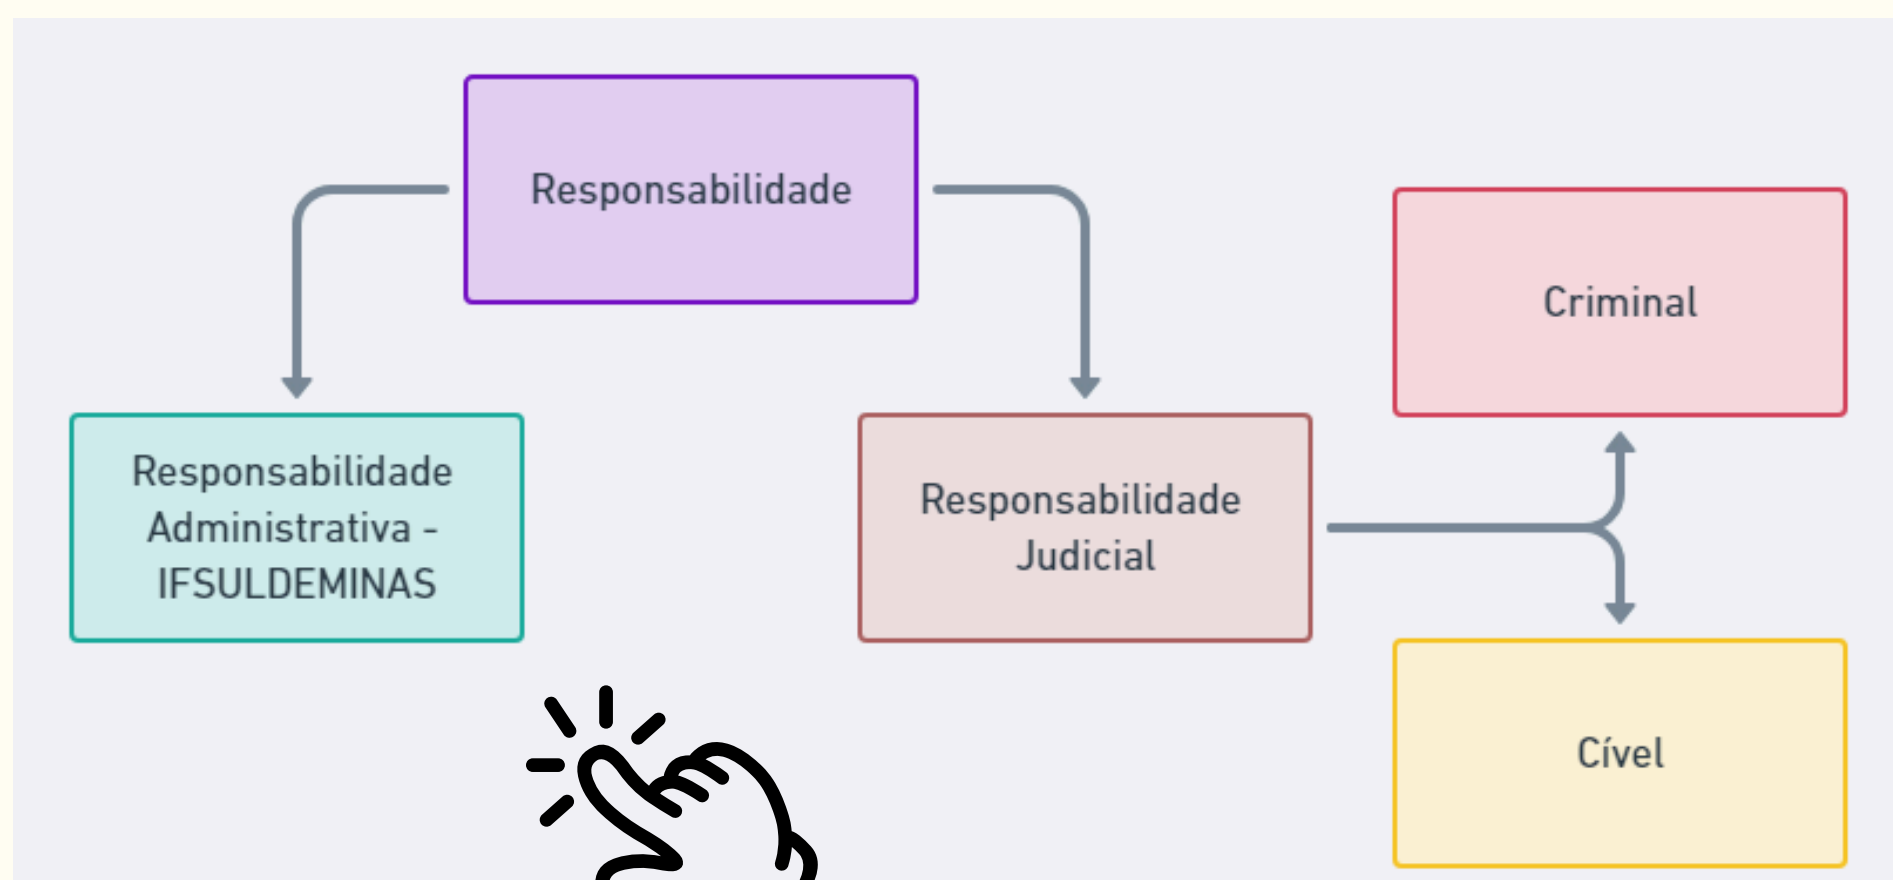 Responsabilidade
Criminal
Responsabilidade
Administrativa -
IFSULDEMINAS
Responsabilidade
Judicial
Cível